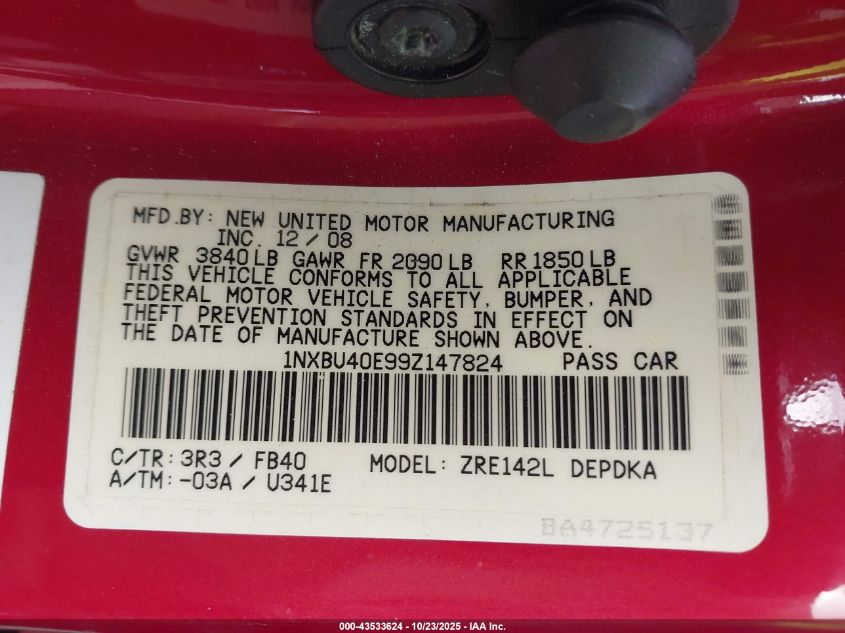 MFD.BY: NEW UNITED MOTOR MANUFACTURING
INC. 12 / 08
GVWR 3840 LB GAWR FR 2090 LB RR 1850 LB
THIS VEHICLE CONFORMS TO ALL APPLICABLE
FEDERAL MOTOR VEHICLE SAFETY, BUMPER, AND
THEFT PREVENTION STANDARDS IN EFFECT ON
THE DATE OF MANUFACTURE SHOWN ABOVE.
1NXBU40E99Z147824 PASS CAR
C/TR: 3R3 / FB40 MODEL: ZRE142L DEPDKA
A/TM: -03A / U341E
BA4725137
000-43533624 | 10/23/2025 - IAA Inc.